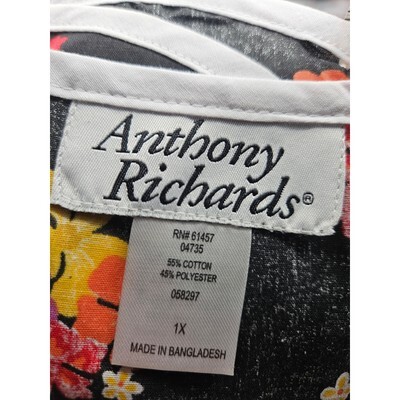 Anthony
Richards®
RN# 61457
04735
55% COTTON
45% POLYESTER
058297
1X
MADE IN BANGLADESH